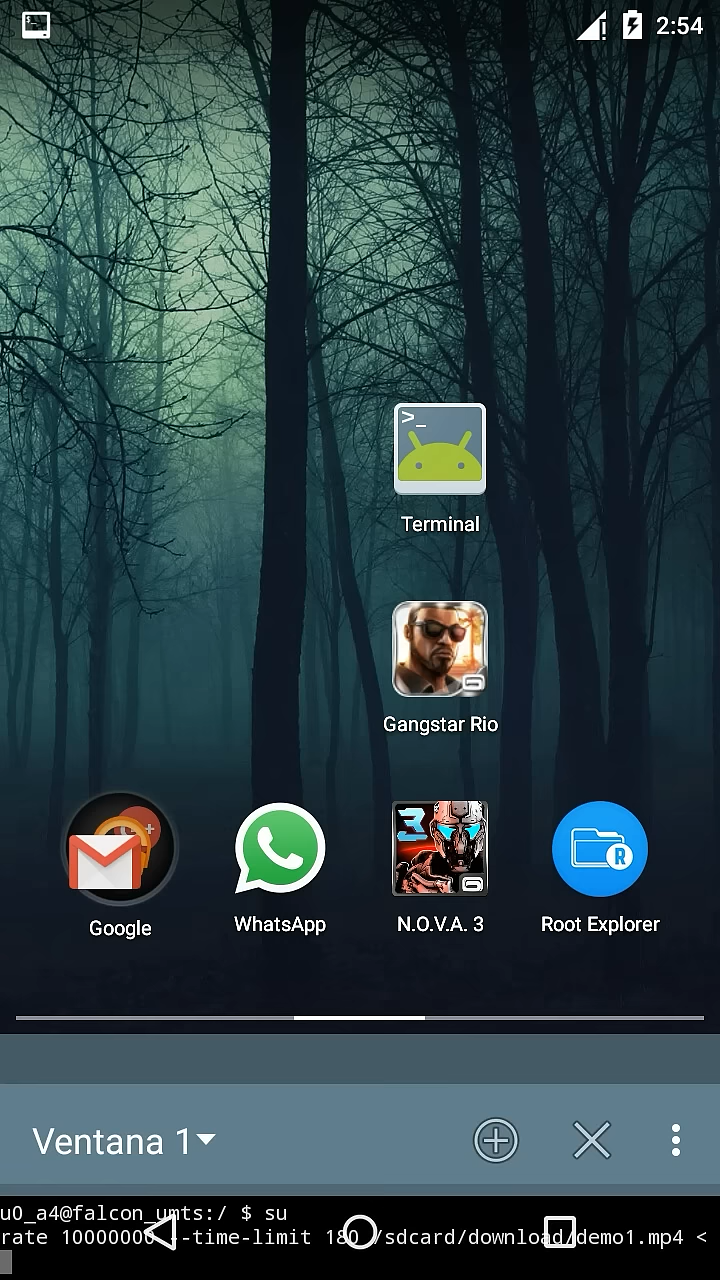 2:54
>_
Terminal
Gangstar Rio
3
R
Google
WhatsApp
N.O.V.A. 3
Root Explorer
Ventana 1
u0_a4@falcon_umts:/ $ su
rate 10000000 --time-limit 180 /sdcard/download/demo1.mp4 <